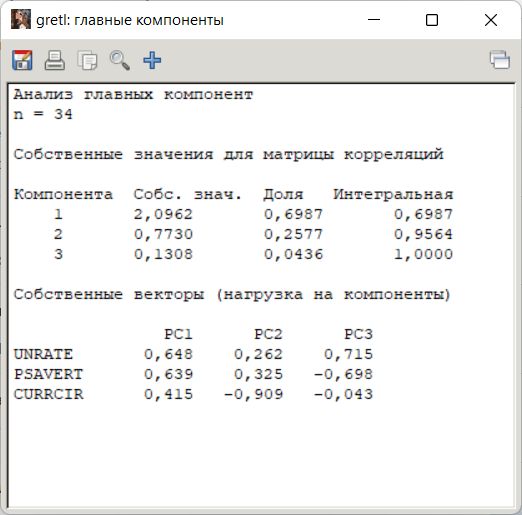 gretl: главные компоненты
Анализ главных компонент
n = 34
Собственные значения для матрицы корреляций
Компонента Собс. знач. Доля Интегральная
1 2,0962 0,6987 0,6987
2 0,7730 0,2577 0,9564
3 0,1308 0,0436 1,0000
Собственные векторы (нагрузка на компоненты)
PC1 PC2 PC3
UNRATE 0,648 0,262 0,715
PSAVERT 0,639 0,325 -0,698
CURRCIR 0,415 -0,909 -0,043